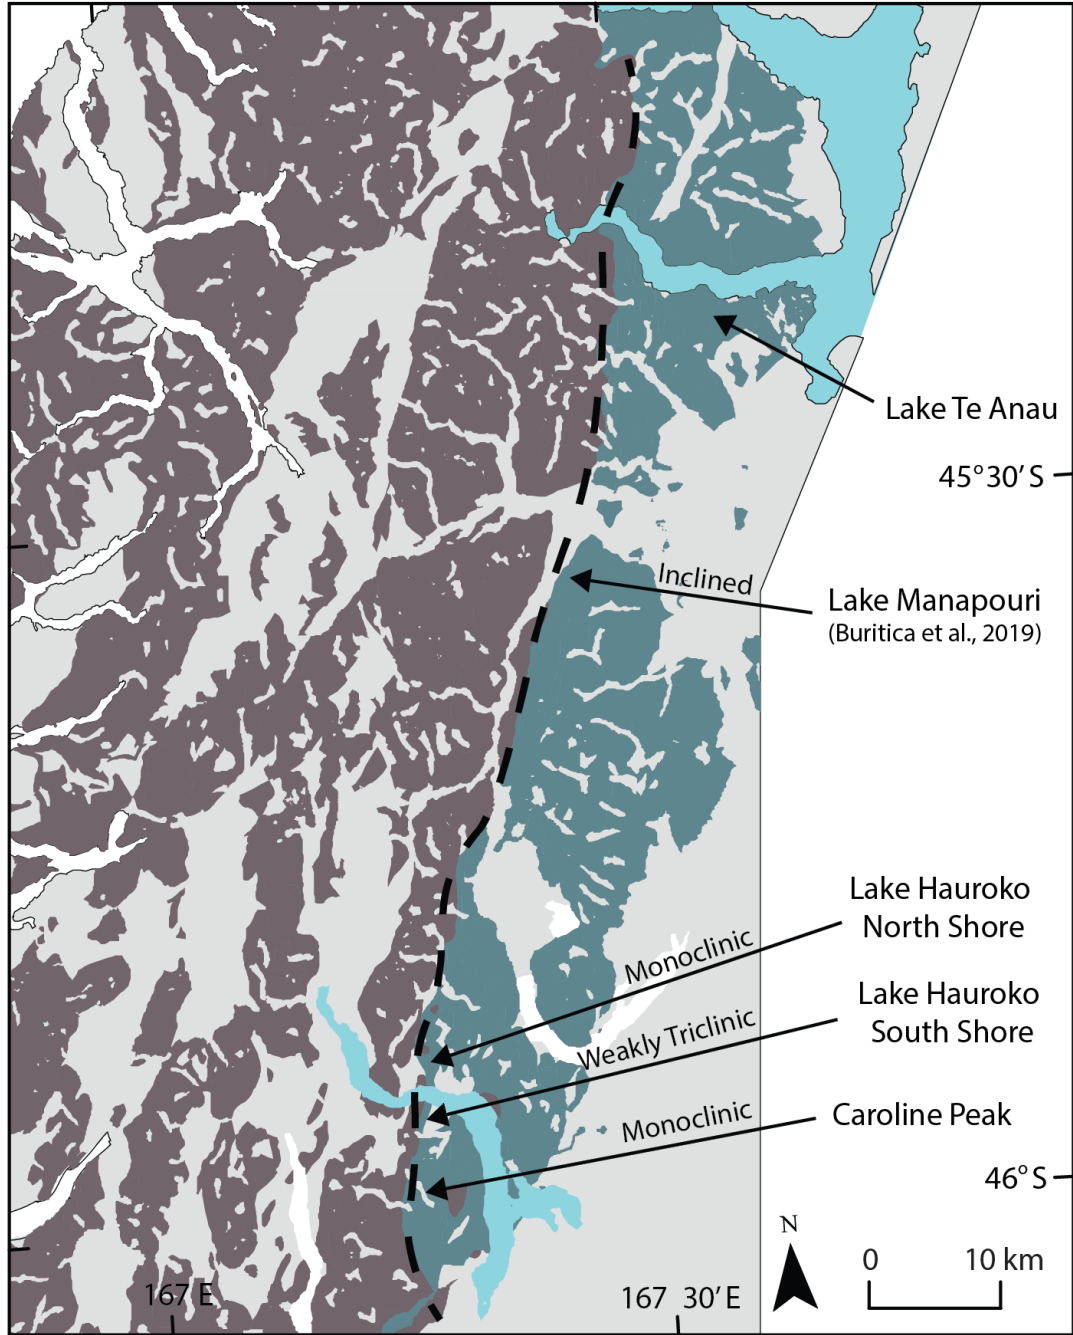 Lake Te Anau
45°30′S
Inclined
Lake Manapouri
(Buritica et al., 2019)
Lake Hauroko
North Shore
Monoclinic
Lake Hauroko
South Shore
Weakly Triclinic
Caroline Peak
Monoclinic
46°S
N
0 10 km
167 E
167 30′E